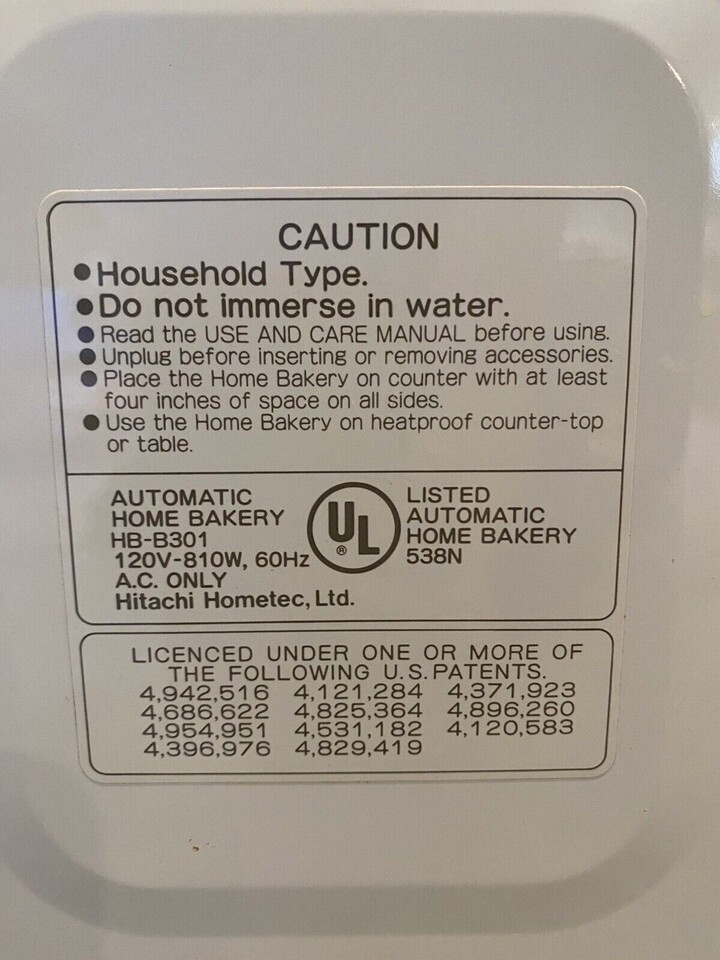 CAUTION
● Household Type.
● Do not immerse in water.
● Read the USE AND CARE MANUAL before using.
● Unplug before inserting or removing accessories.
● Place the Home Bakery on counter with at least
four inches of space on all sides.
● Use the Home Bakery on heatproof counter-top
or table.
AUTOMATIC
HOME BAKERY
HB-B301
120V-810W, 60Hz
A.C. ONLY
Hitachi Hometec, Ltd.
UL
®
LISTED
AUTOMATIC
HOME BAKERY
538N
LICENCED UNDER ONE OR MORE OF
THE FOLLOWING U.S. PATENTS.
4,942,516 4,121,284 4,371,923
4,686,622 4,825,364 4,896,260
4,954,951 4,531,182 4,120,583
4,396,976 4,829,419